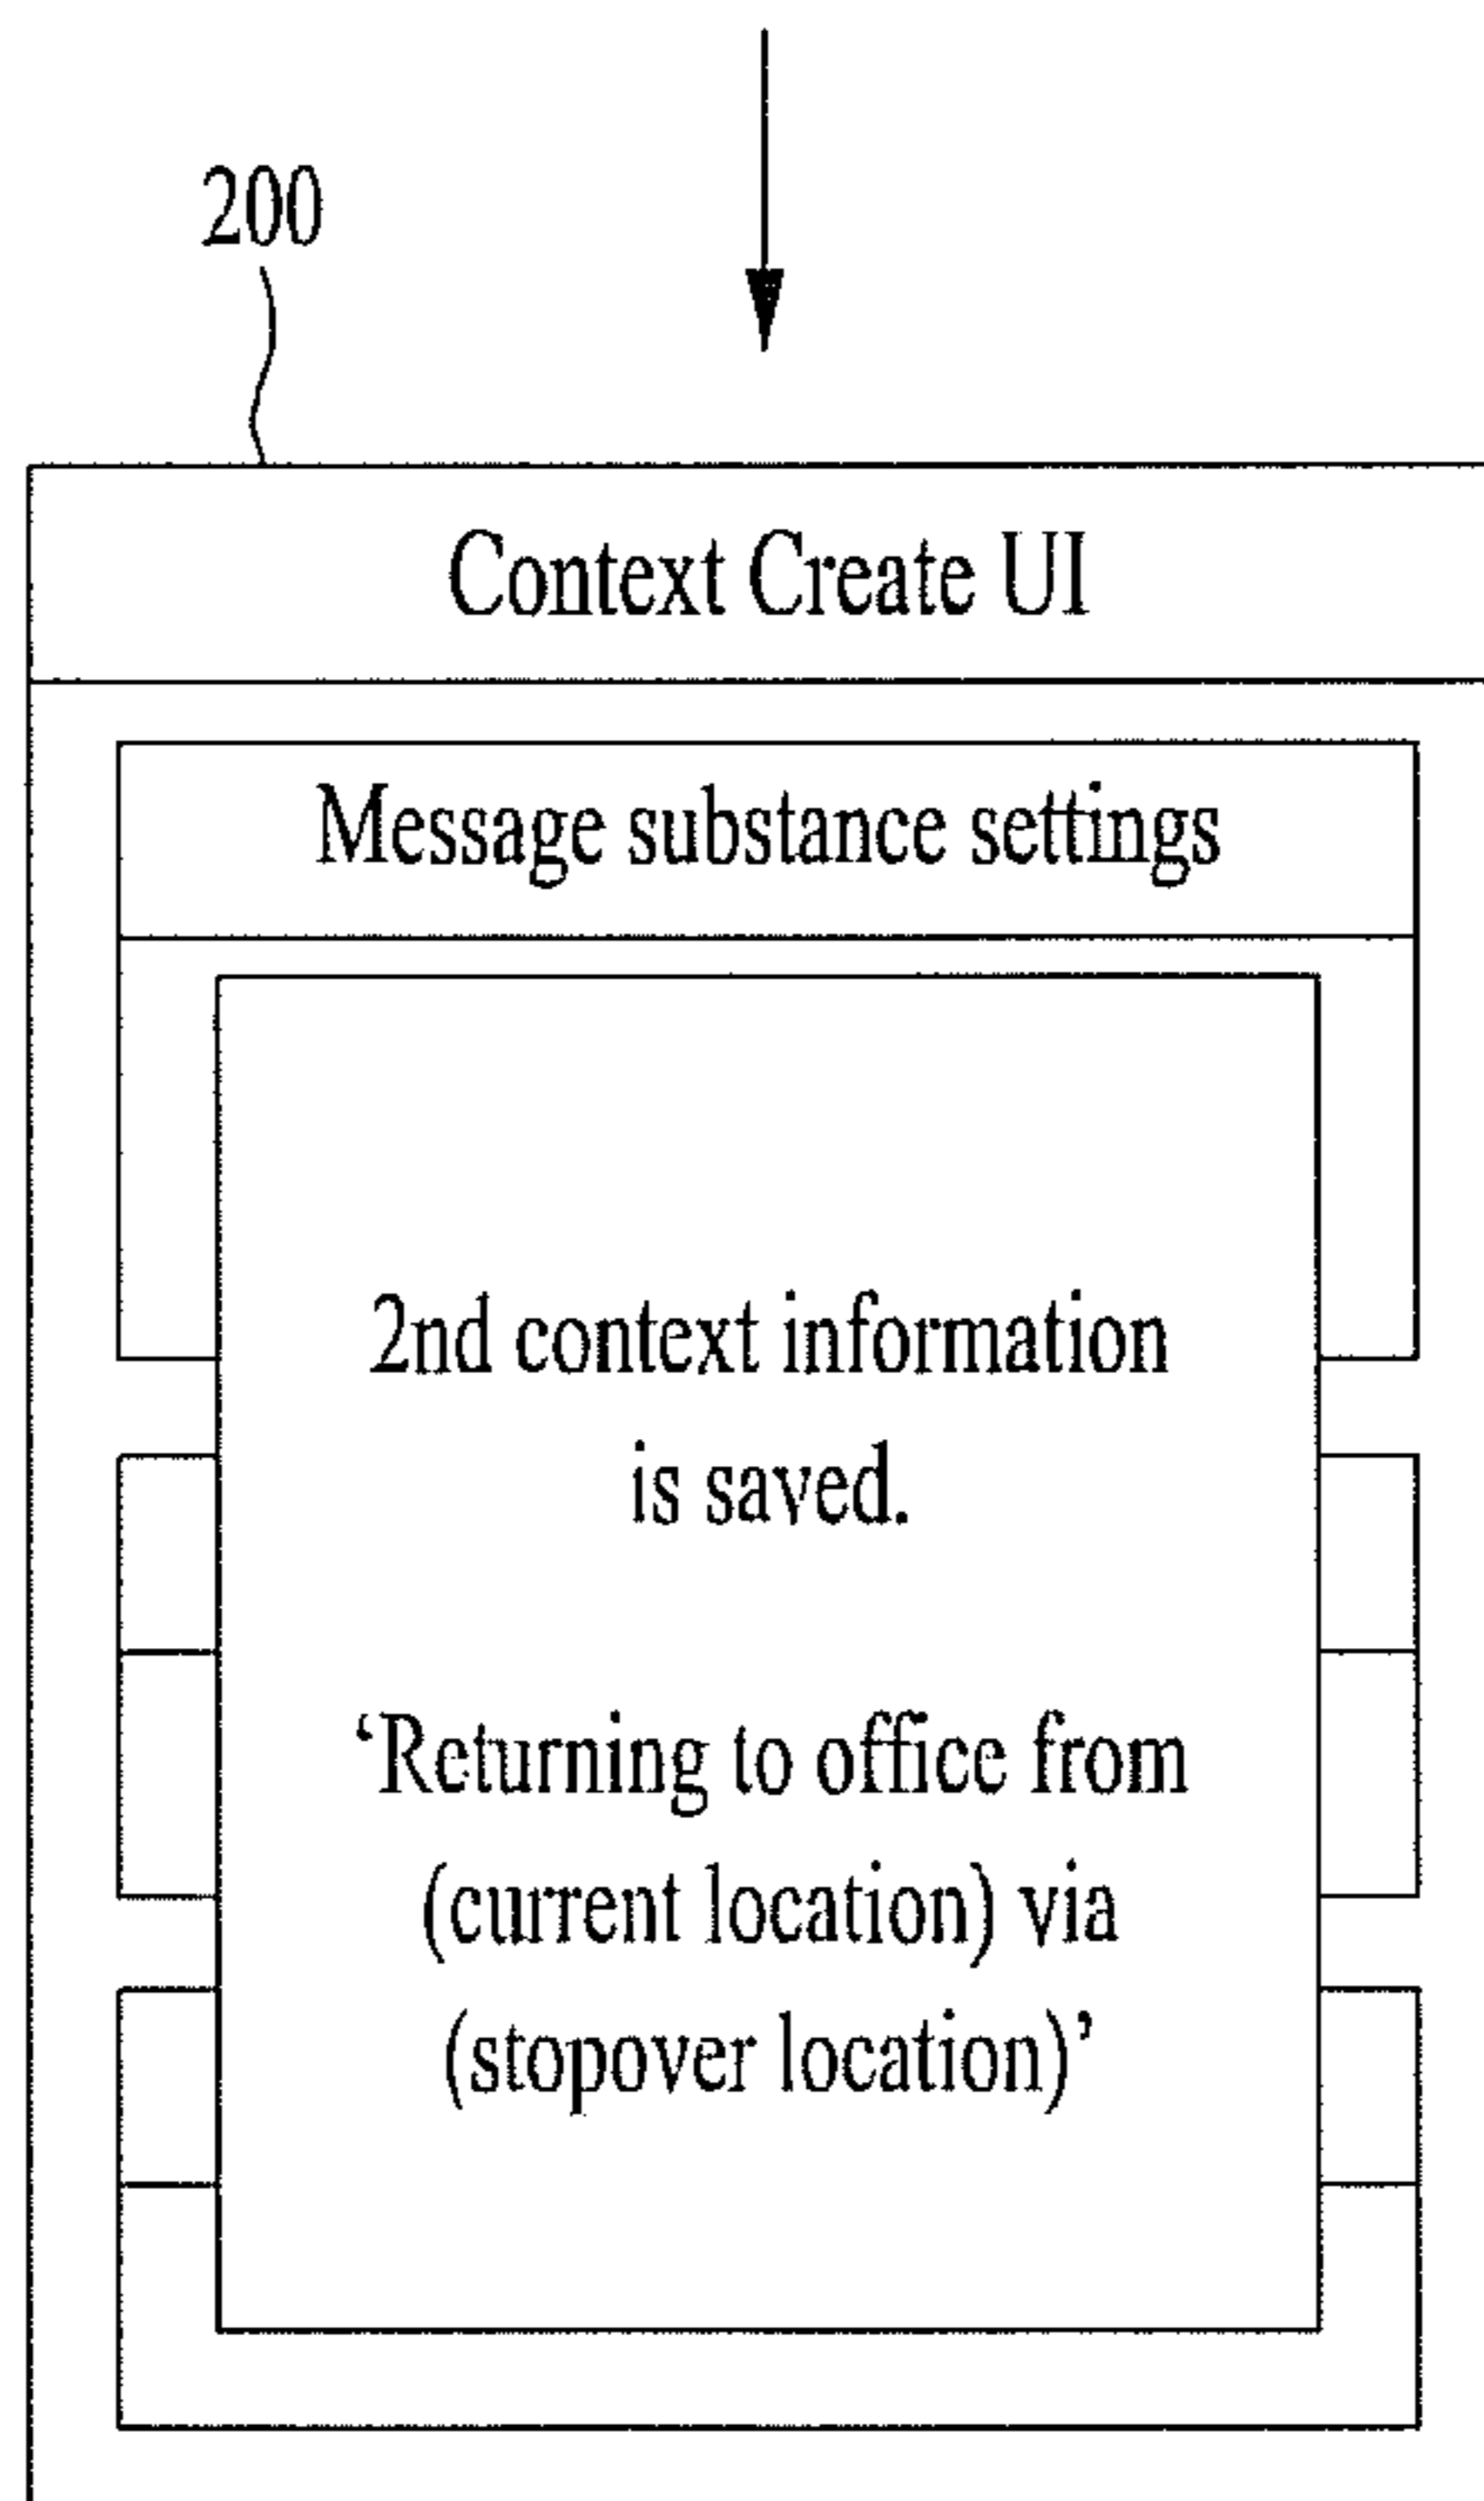 200
Context Create UI
Message substance settings
2nd context information
is saved.
‘Returning to office from
(current location) via
(stopover location)’